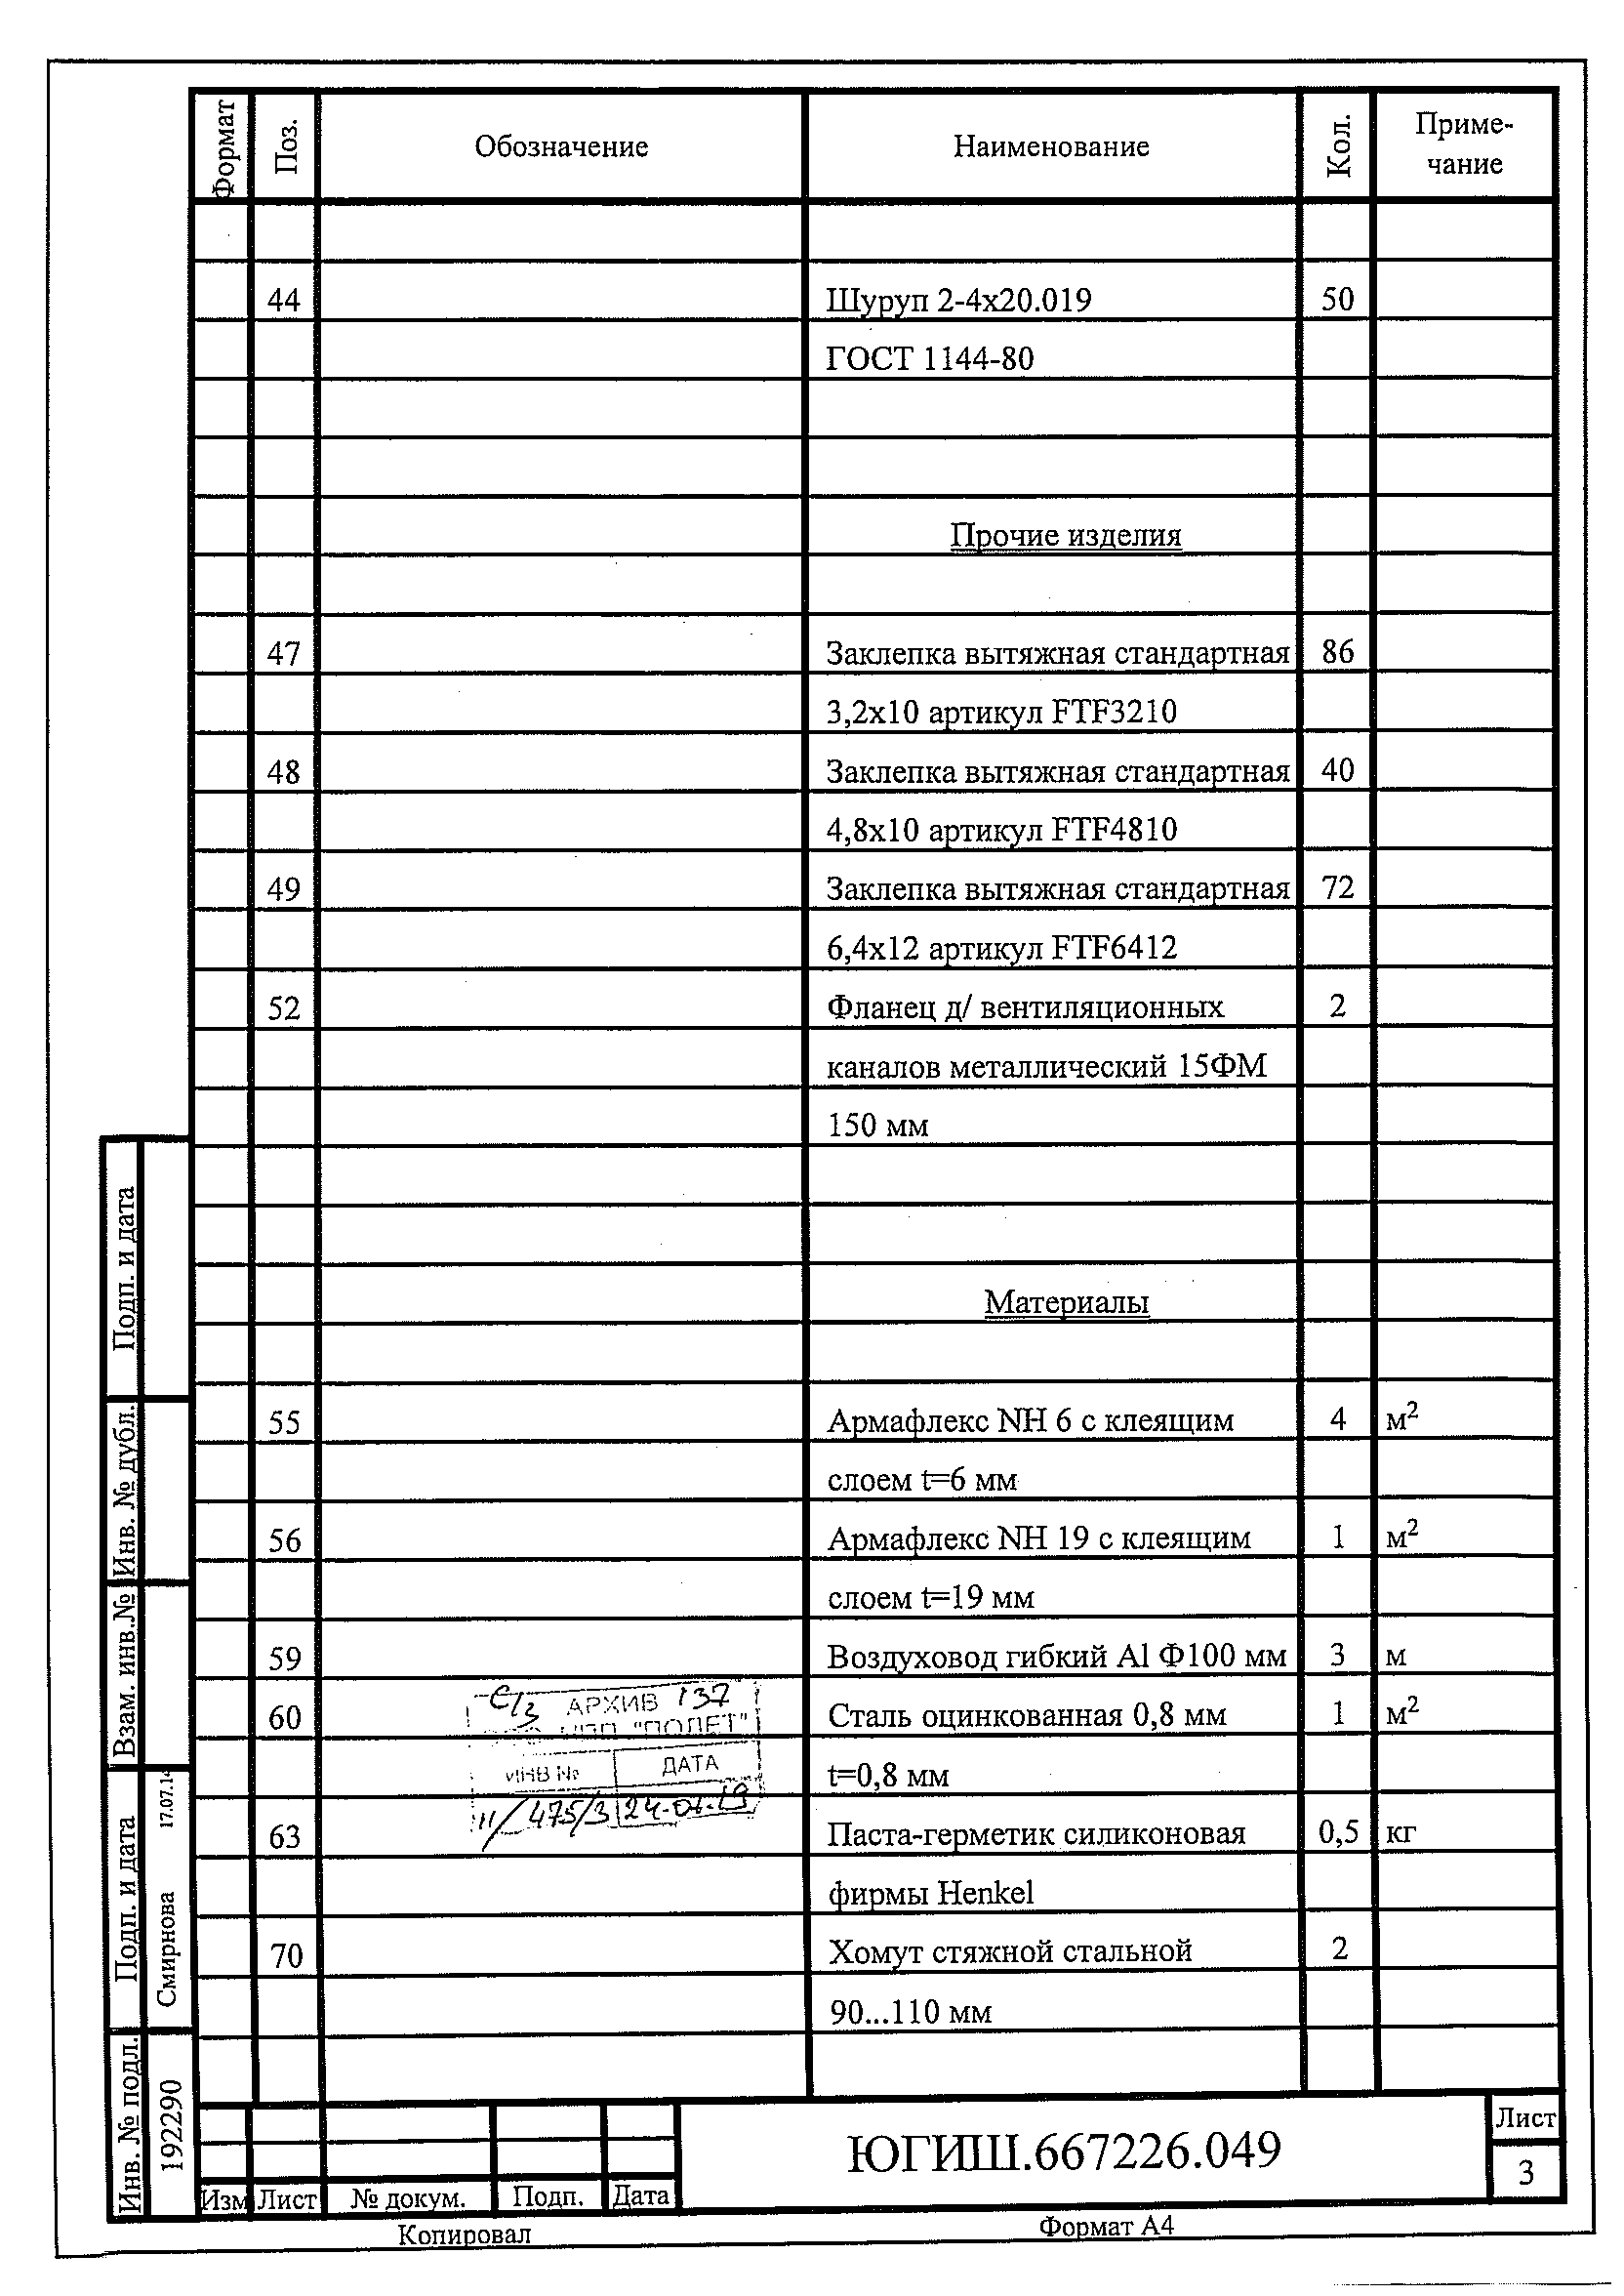 Формат Поз. Обозначение Наименование Кол. Приме-
чание
44 Шуруп 2-4х20.019 50
ГОСТ 1144-80
Прочие изделия
47 Заклепка вытяжная стандартная 86
3,2х10 артикул FTF3210
48 Заклепка вытяжная стандартная 40
4,8х10 артикул FTF4810
49 Заклепка вытяжная стандартная 72
6,4х12 артикул FTF6412
52 Фланец д/ вентиляционных 2
каналов металлический 15ФМ
150 мм
Материалы
55 Армафлекс NH 6 с клеящим 4 м²
слоем t=6 мм
56 Армафлекс NH 19 с клеящим 1 м²
слоем t=19 мм
59 Воздуховод гибкий Al Ф100 мм 3 м
60 Сталь оцинкованная 0,8 мм 1 м²
t=0,8 мм
63 Паста-герметик силиконовая 0,5 кг
фирмы Henkel
70 Хомут стяжной стальной 2
90...110 мм
АРХИВ 137
"ПОЛЕТ"
ИНВ № ДАТА
11/475/3
Подп. и дата
Инв. № дубл.
Взам. инв.№
Подп. и дата Смирнова 17.07.14
Инв. № подл. 192290
Изм Лист № докум. Подп. Дата
ЮГИШ.667226.049
Лист
3
Копировал Формат А4